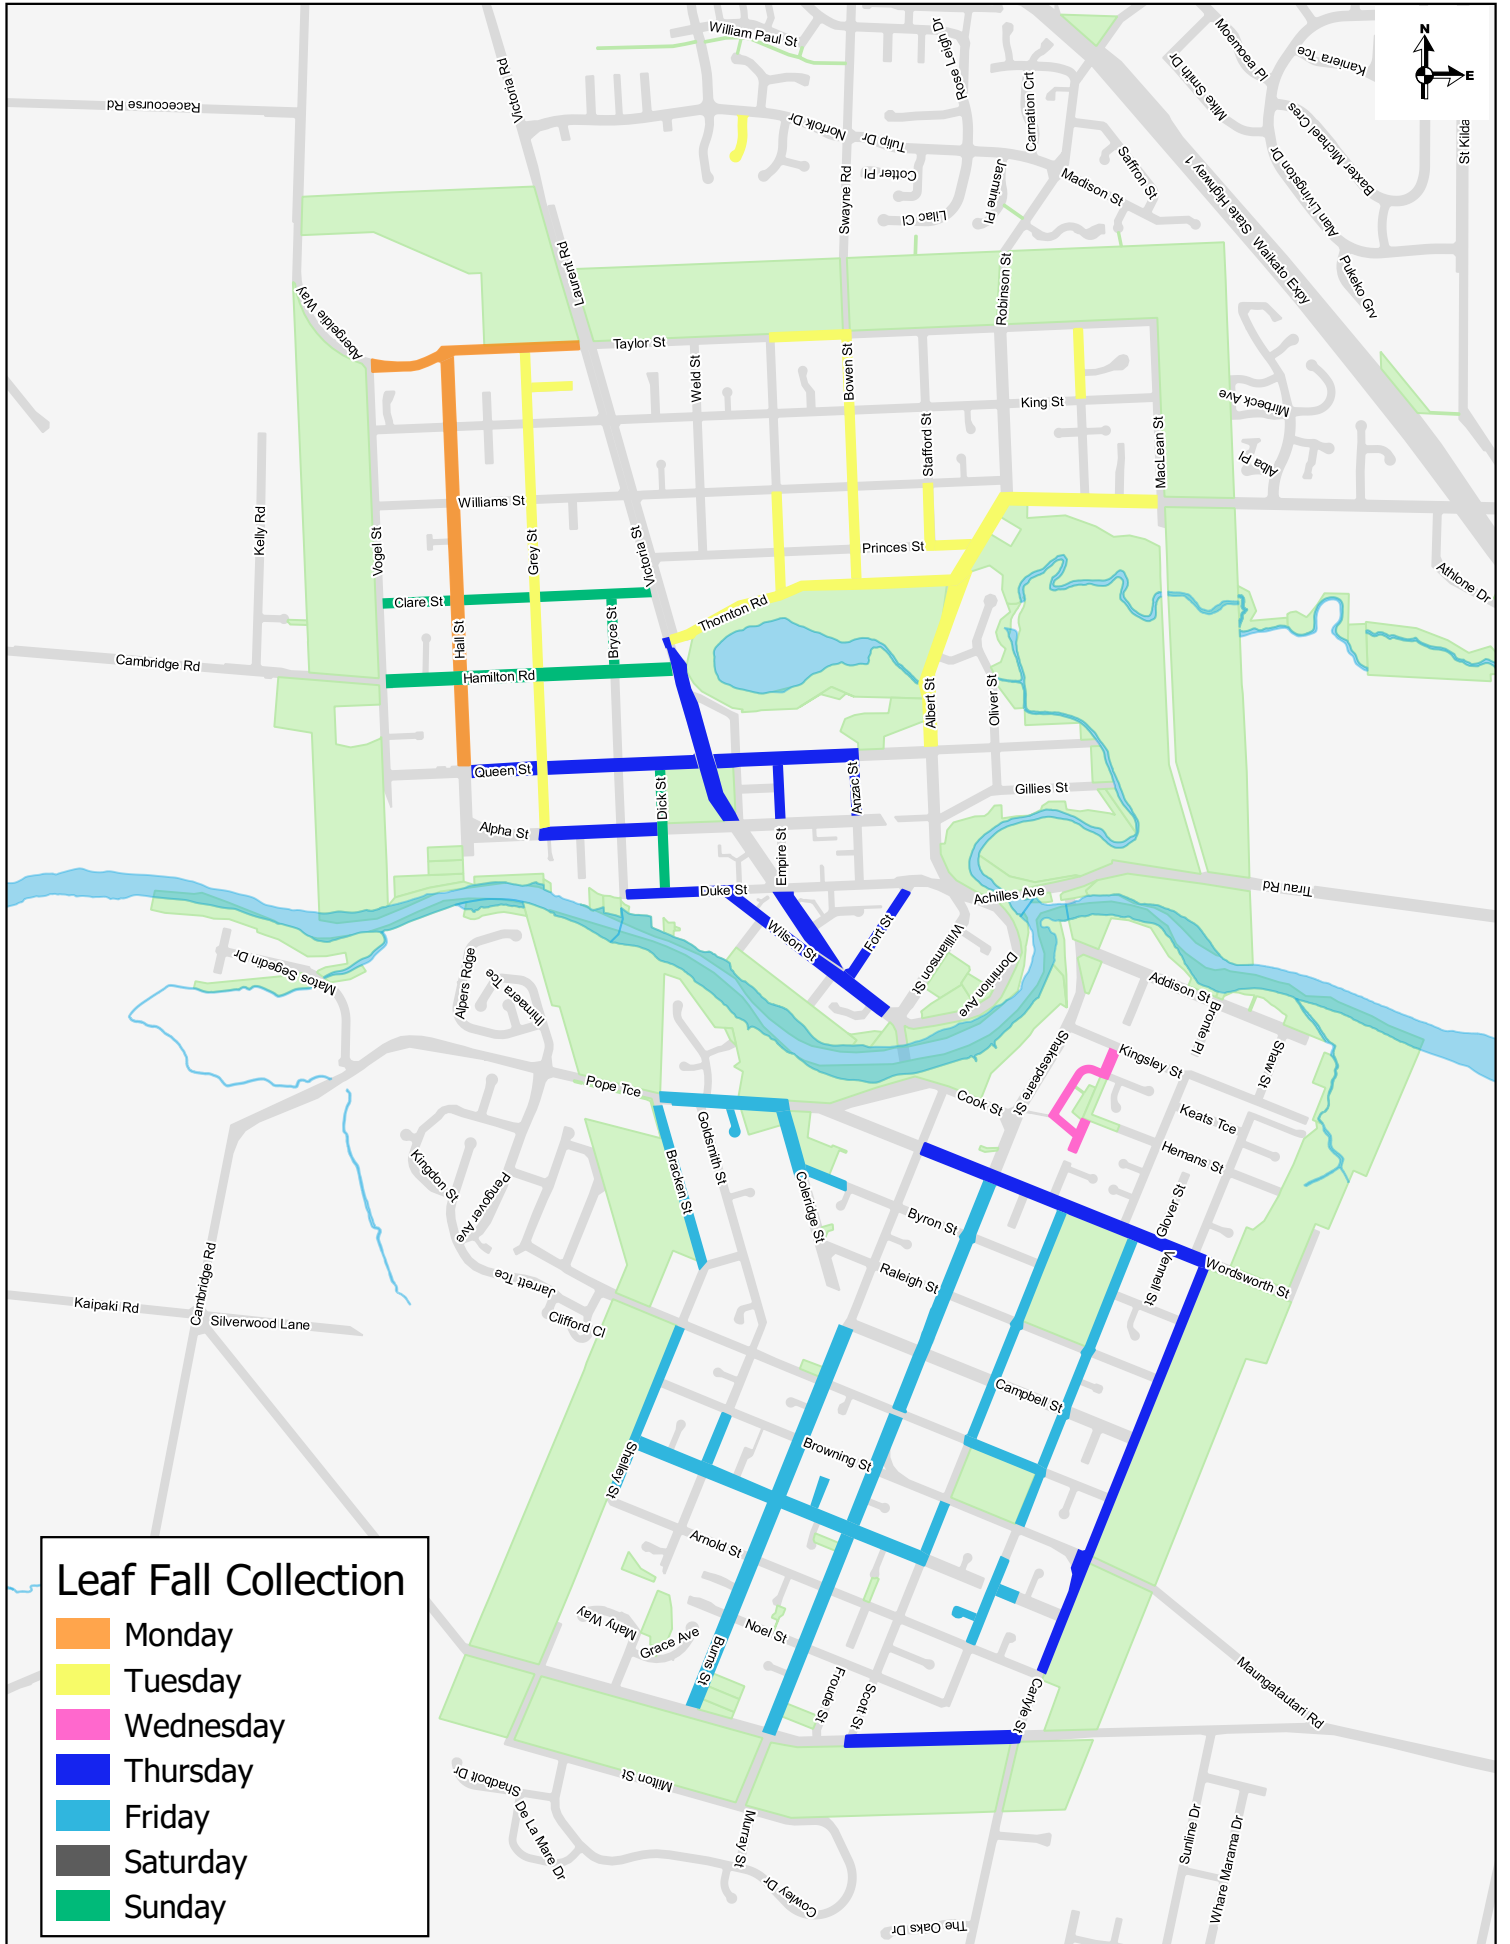 William Paul St
Rose Leigh Dr
Moemoea Pl
Kaniera Tce
N
E
Victoria Rd
Racecourse Rd
Mike Smith Dr
Carnation Crt
Norfolk Dr
Tulip Dr
Baxter Michael Cres
St Kilda
Cotter Pl
Swayne Rd
Jasmine Pl
Madison St
Saffron St
State Highway 1
Alan Livingston Dr
Lilac Cl
Laurent Rd
Robinson St
Waikato Expy
Pukeko Grv
Abergeldie Way
Taylor St
Weld St
Bowen St
King St
Mirbeck Ave
Stafford St
MacLean St
Alba Pl
Williams St
Kelly Rd
Vogel St
Grey St
Victoria St
Princes St
Athlone Dr
Clare St
Thornton Rd
Hall St
Bryce St
Cambridge Rd
Hamilton Rd
Albert St
Oliver St
Queen St
Dick St
Anzac St
Gillies St
Alpha St
Empire St
Duke St
Achilles Ave
Tirau Rd
Wilson St
Fort St
Williamson St
Dominion Ave
Matos Segedin Dr
Alpers Rdge
Ihimaera Tce
Addison St
Bronte Pl
Shakespeare St
Kingsley St
Shaw St
Pope Tce
Cook St
Keats Tce
Goldsmith St
Hemans St
Kingdon St
Pengover Ave
Bracken St
Coleridge St
Byron St
Glover St
Vennell St
Wordsworth St
Cambridge Rd
Jarrett Tce
Raleigh St
Kaipaki Rd
Silverwood Lane
Clifford Cl
Campbell St
Browning St
Shelley St
Arnold St
Mahy Way
Grace Ave
Noel St
Burns St
Froude St
Scott St
Carlyle St
Maungatautari Rd
Shadbolt Dr
Milton St
De La Mare Dr
Murray St
Cowley Dr
The Oaks Dr
Sunline Dr
Whare Marama Dr
Leaf Fall Collection
Monday
Tuesday
Wednesday
Thursday
Friday
Saturday
Sunday